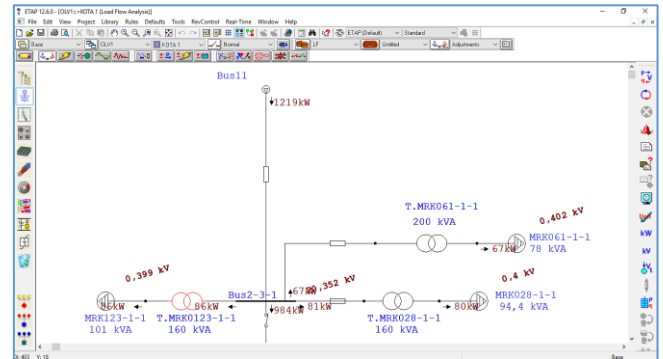 ETAP 12.6.0 - [OLV1=>KOTA 1 (Load Flow Analysis)]
File Edit View Project Library Rules Defaults Tools RevControl Real-Time Window Help
ETAP (Default) Standard
Base OLV1 KOTA 1 Normal LF Untitled Adjustments
Bus11
1219kW
T.MRK061-1-1
200 kVA
0,402 kV
MRK061-1-1
78 kVA
67kW
0,399 kV
Bus2-3-1
67kW
0,352 kV
0,4 kV
86kW
86kW
81kW
80kW
984kW
MRK123-1-1
101 kVA
T.MRK0123-1-1
160 kVA
T.MRK028-1-1
160 kVA
MRK028-1-1
94,4 kVA
kW
kV
Base